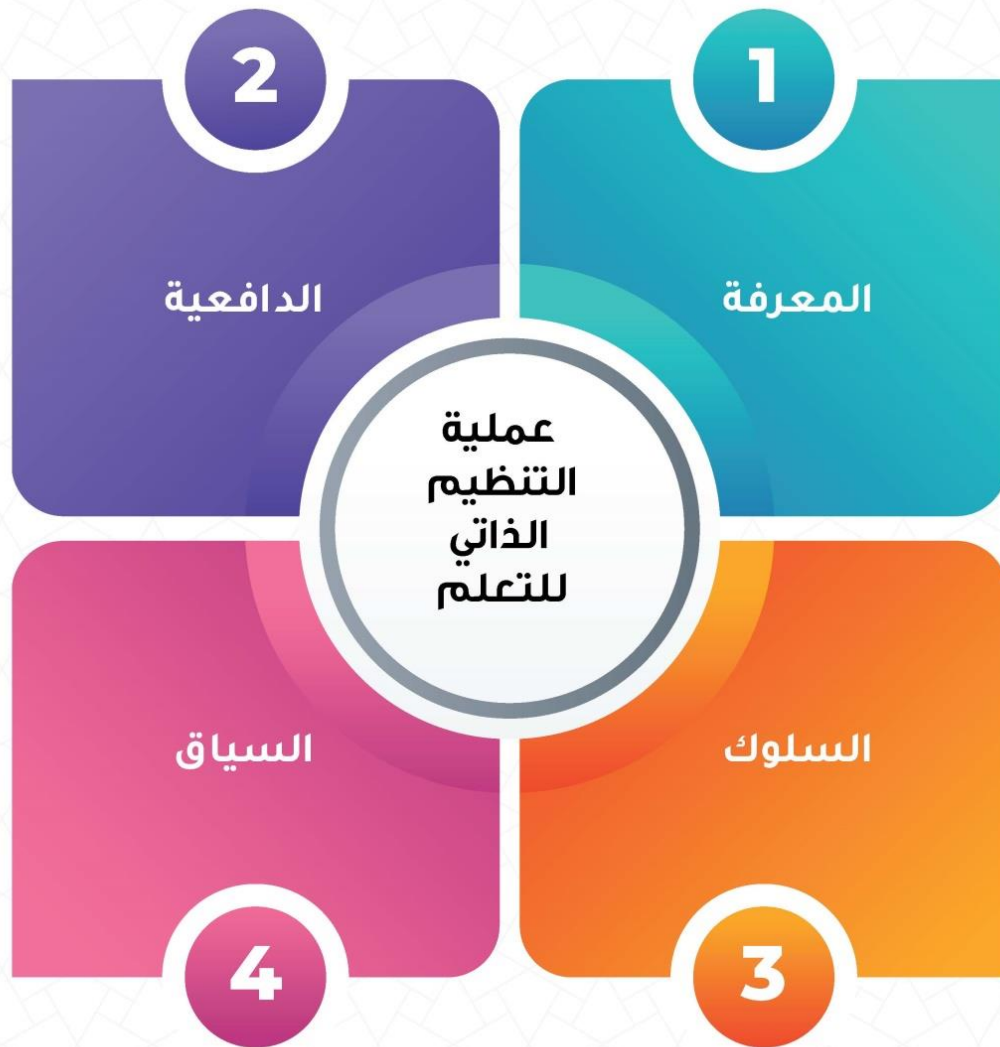 1
المعرفة
2
الدافعية
عملية
التنظيم
الذاتي
للتعلم
السلوك
3
السياق
4